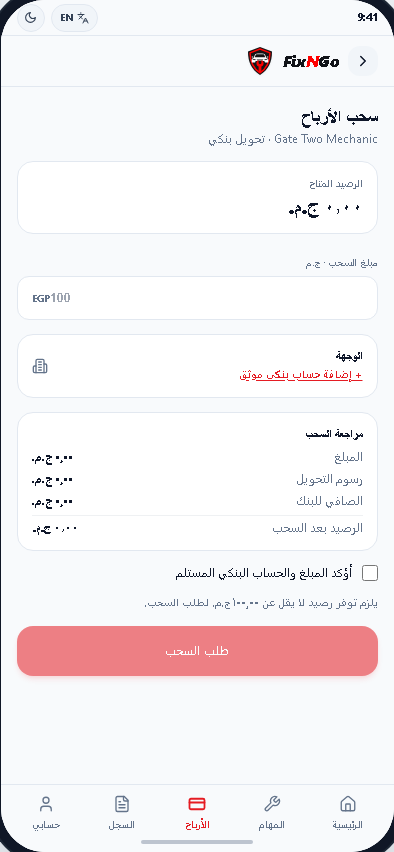 9:41
EN
FixNGo
سحب الأرباح
Gate Two Mechanic · تحويل بنكي
الرصيد المتاح
٠٫٠٠ ج.م.
مبلغ السحب · ج.م
EGP 100
الوجهة
+ إضافة حساب بنكي موثق
مراجعة السحب
المبلغ ٠٫٠٠ ج.م.
رسوم التحويل ٠٫٠٠ ج.م.
الصافي للبنك ٠٫٠٠ ج.م.
الرصيد بعد السحب ٠٫٠٠ ج.م.
أؤكد المبلغ والحساب البنكي المستلم
يلزم توفر رصيد لا يقل عن ١٠٠٫٠٠ ج.م. لطلب السحب.
طلب السحب
الرئيسية المهام الأرباح السجل حسابي